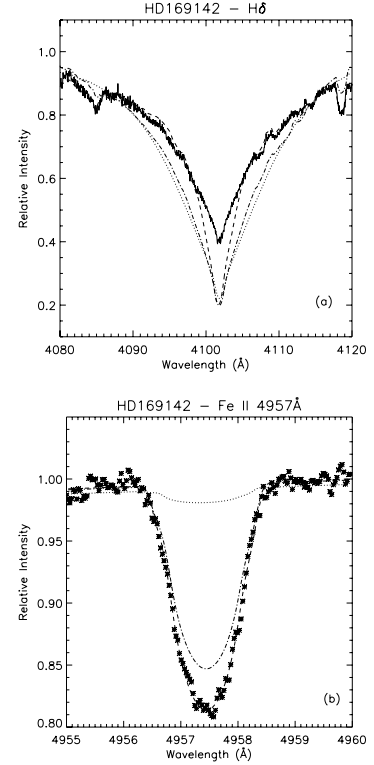 HD169142 - Hδ
1.0
0.8
0.6
0.4
0.2
Relative Intensity
(a)
4080 4090 4100 4110 4120
Wavelength (Å)
HD169142 - Fe II 4957Å
1.00
0.95
0.90
0.85
0.80
Relative Intensity
(b)
4955 4956 4957 4958 4959 4960
Wavelength (Å)